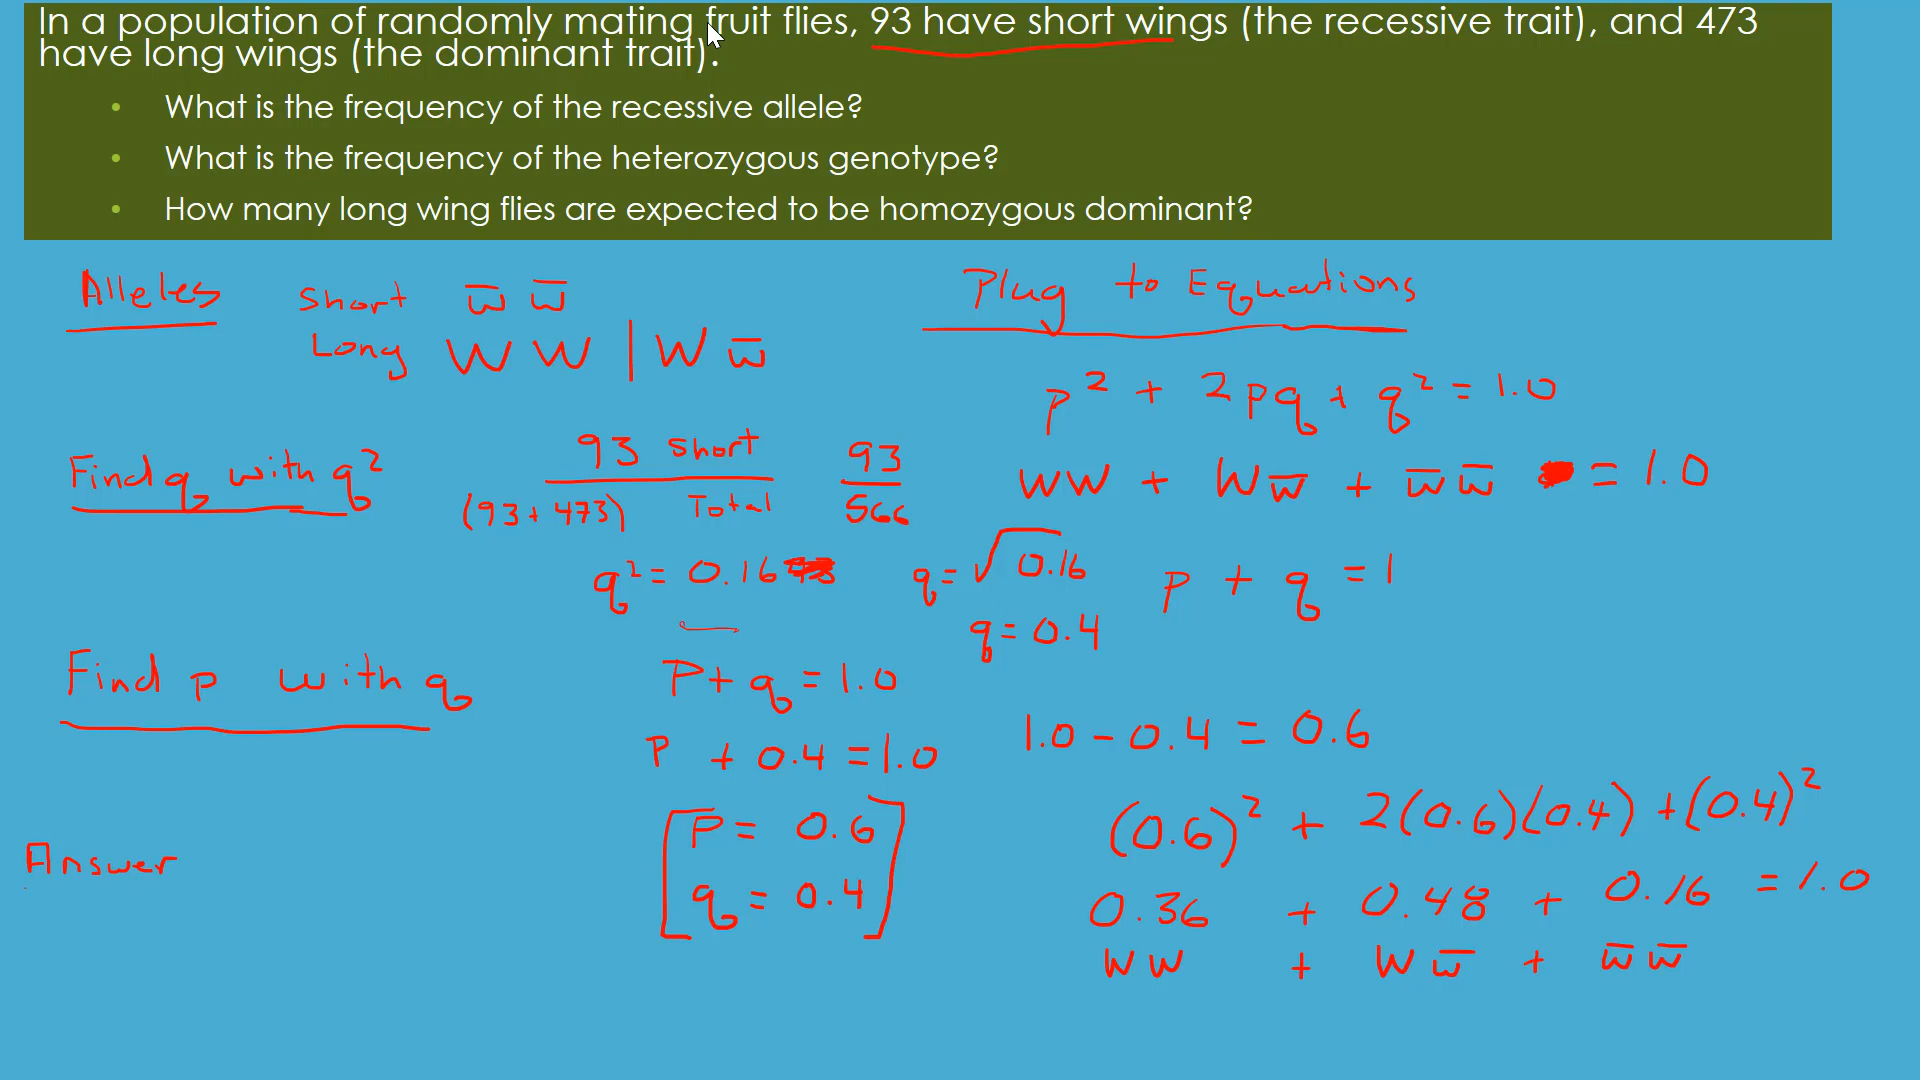 In a population of randomly mating fruit flies, 93 have short wings (the recessive trait), and 473
have long wings (the dominant trait).
• What is the frequency of the recessive allele?
• What is the frequency of the heterozygous genotype?
• How many long wing flies are expected to be homozygous dominant?
Alleles
short w̅ w̅
Long W W | W w̅
Find q with q²
93 short
(93 + 473) Total
93
566
q² = 0.16
q = √0.16
q = 0.4
Find p with q
P + q = 1.0
P + 0.4 = 1.0
P = 0.6
q = 0.4
Answer
Plug to Equations
p² + 2pq + q² = 1.0
WW + Ww̅ + w̅w̅ = 1.0
p + q = 1
1.0 - 0.4 = 0.6
(0.6)² + 2(0.6)(0.4) + (0.4)²
0.36 + 0.48 + 0.16 = 1.0
WW + Ww̅ + w̅w̅